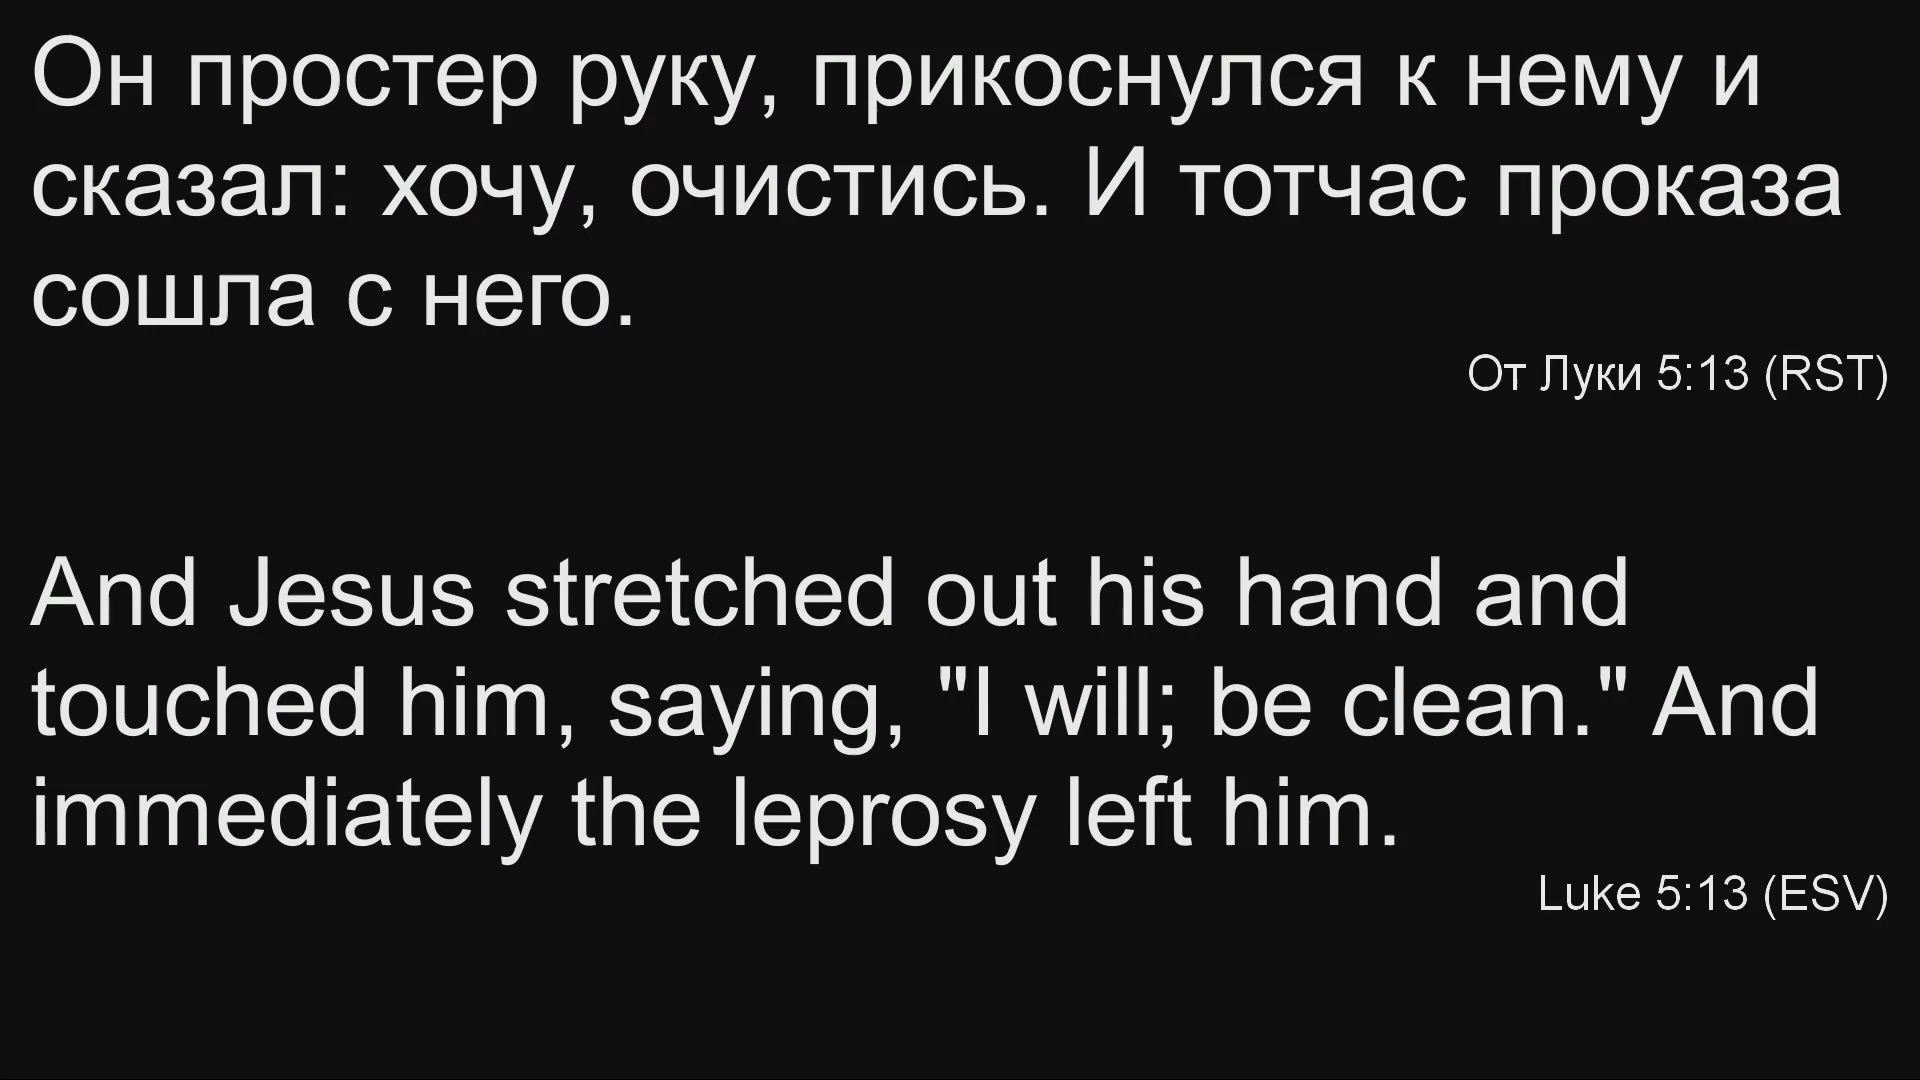 Он простер руку, прикоснулся к нему и
сказал: хочу, очистись. И тотчас проказа
сошла с него.
От Луки 5:13 (RST)
And Jesus stretched out his hand and
touched him, saying, "I will; be clean." And
immediately the leprosy left him.
Luke 5:13 (ESV)